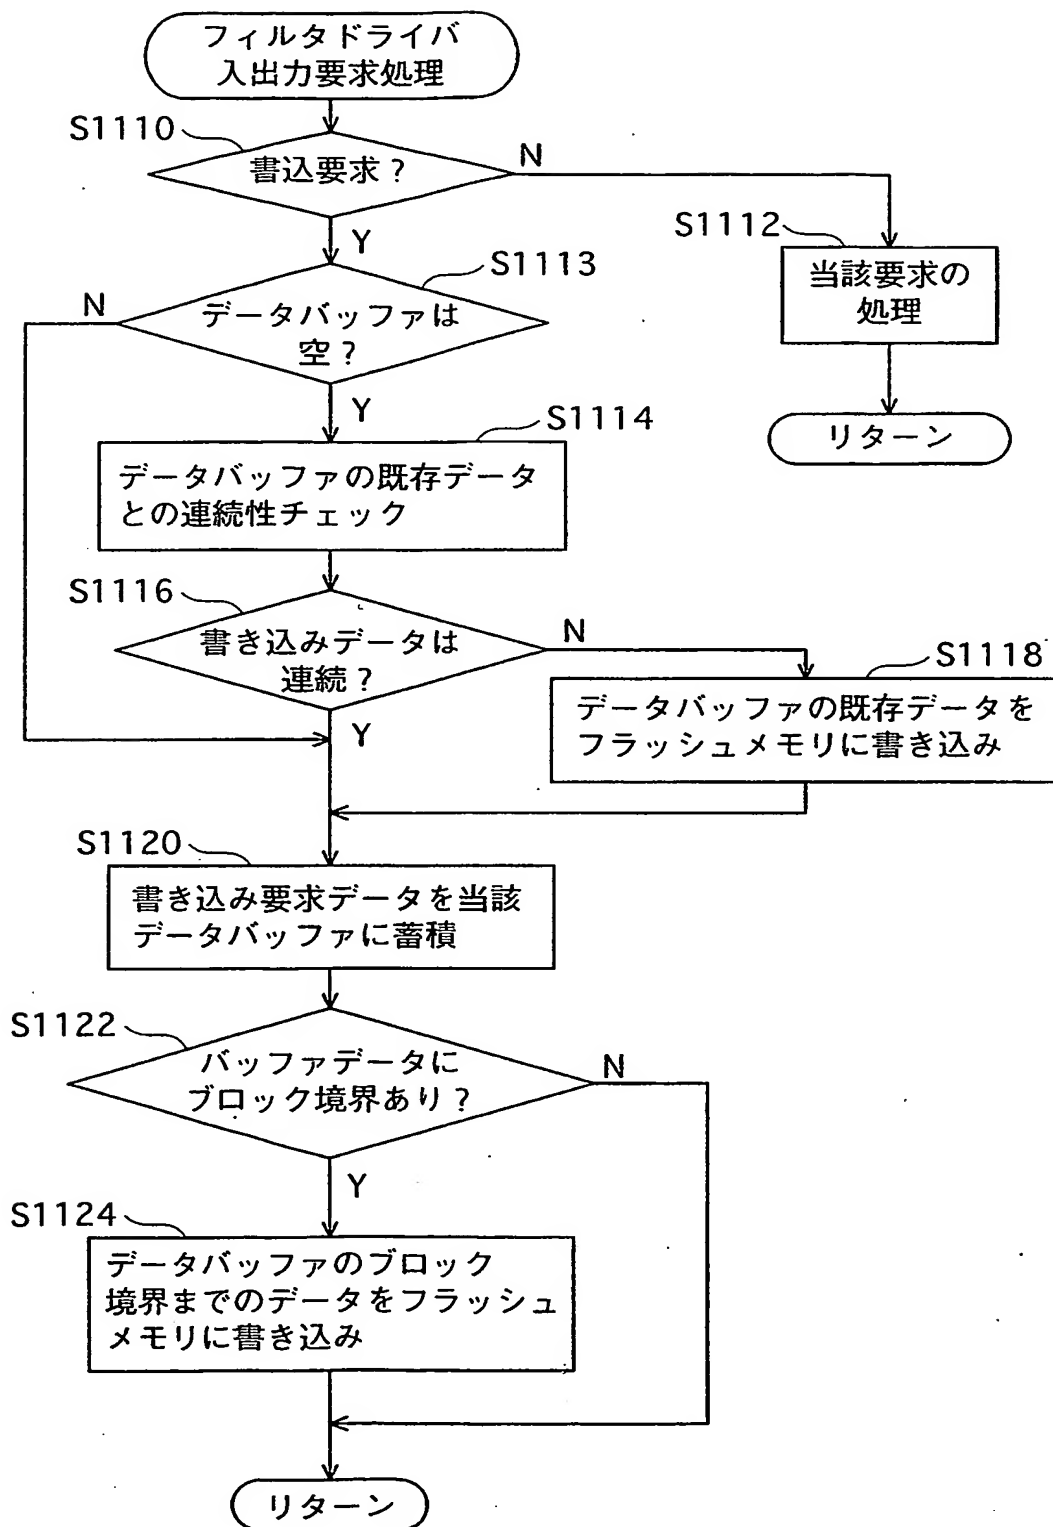 フィルタドライバ
入出力要求処理
S1110
書込要求？
N
Y
S1112
当該要求の
処理
リターン
S1113
N
データバッファは
空？
Y
S1114
データバッファの既存データ
との連続性チェック
S1116
書き込みデータは
連続？
N
Y
S1118
データバッファの既存データを
フラッシュメモリに書き込み
S1120
書き込み要求データを当該
データバッファに蓄積
S1122
バッファデータに
ブロック境界あり？
N
Y
S1124
データバッファのブロック
境界までのデータをフラッシュ
メモリに書き込み
リターン